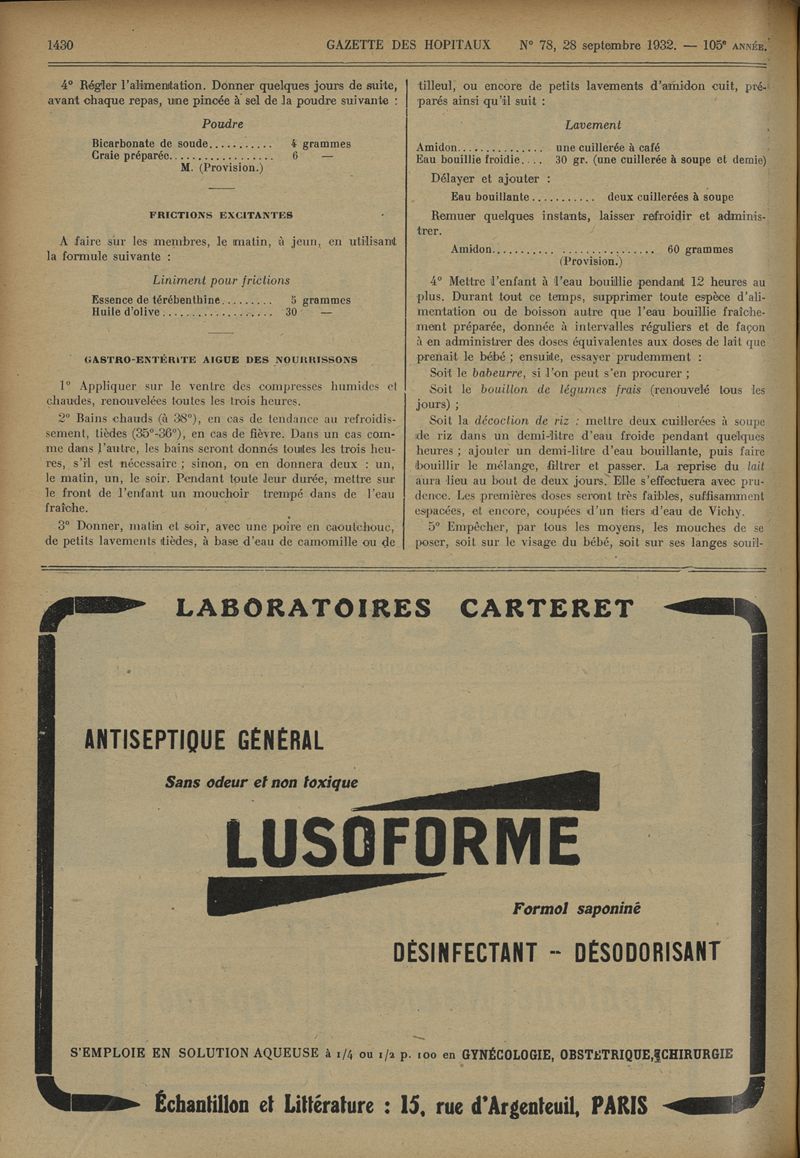 1430
GAZETTE DES HOPITAUX
N° 78, 28 septembre 1932. — 105e ANNÉE.
4° Régler l'alimentation. Donner quelques jours de suite,
avant chaque repas, une pincée à sel de la poudre suivante :
Poudre
Bicarbonate de soude........... 4 grammes
Craie préparée.................. 6 —
M. (Provision.)
FRICTIONS EXCITANTES
A faire sur les membres, le matin, à jeun, en utilisant
la formule suivante :
Liniment pour frictions
Essence de térébenthine......... 5 grammes
Huile d'olive................... 30 —
GASTRO-ENTÉRITE AIGUE DES NOURRISSONS
1° Appliquer sur le ventre des compresses humides et
chaudes, renouvelées toutes les trois heures.
2° Bains chauds (à 38°), en cas de tendance au refroidis-
sement, tièdes (35°-36°), en cas de fièvre. Dans un cas com-
me dans l'autre, les bains seront donnés toutes les trois heu-
res, s'il est nécessaire ; sinon, on en donnera deux : un,
le matin, un, le soir. Pendant toute leur durée, mettre sur
le front de l'enfant un mouchoir trempé dans de l'eau
fraîche.
3° Donner, matin et soir, avec une poire en caoutchouc,
de petits lavements tièdes, à base d'eau de camomille ou de
tilleul, ou encore de petits lavements d'amidon cuit, pré-
parés ainsi qu'il suit :
Lavement
Amidon............... une cuillerée à café
Eau bouillie froidie.... 30 gr. (une cuillerée à soupe et demie)
Délayer et ajouter :
Eau bouillante........... deux cuillerées à soupe
Remuer quelques instants, laisser refroidir et adminis-
trer.
Amidon........... ................ 60 grammes
(Provision.)
4° Mettre l'enfant à l'eau bouillie pendant 12 heures au
plus. Durant tout ce temps, supprimer toute espèce d'ali-
mentation ou de boisson autre que l'eau bouillie fraîche-
ment préparée, donnée à intervalles réguliers et de façon
à en administrer des doses équivalentes aux doses de lait que
prenait le bébé ; ensuite, essayer prudemment :
Soit le babeurre, si l'on peut s'en procurer ;
Soit le bouillon de légumes frais (renouvelé tous les
jours) ;
Soit la décoction de riz : mettre deux cuillerées à soupe
de riz dans un demi-litre d'eau froide pendant quelques
heures ; ajouter un demi-litre d'eau bouillante, puis faire
bouillir le mélange, filtrer et passer. La reprise du lait
aura lieu au bout de deux jours. Elle s'effectuera avec pru-
dence. Les premières doses seront très faibles, suffisamment
espacées, et encore, coupées d'un tiers d'eau de Vichy.
5° Empêcher, par tous les moyens, les mouches de se
poser, soit sur le visage du bébé, soit sur ses langes souil-
LABORATOIRES CARTERET
ANTISEPTIQUE GÉNÉRAL
Sans odeur et non toxique
LUSOFORME
Formol saponiné
DÉSINFECTANT -- DÉSODORISANT
S'EMPLOIE EN SOLUTION AQUEUSE à 1/4 ou 1/2 p. 100 en GYNÉCOLOGIE, OBSTETRIQUE, CHIRURGIE
Échantillon et Littérature : 15, rue d'Argenteuil, PARIS